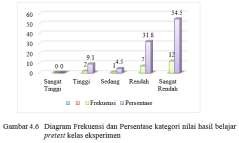 60
50
40
30
20
10
0
0 0
2 9.1
1 4.5
7 31.8
12 54.5
Sangat Tinggi
Tinggi
Sedang
Rendah
Sangat Rendah
Frekuensi
Persentase
Gambar 4.6 Diagram Frekuensi dan Persentase kategori nilai hasil belajar
pretest kelas eksperimen